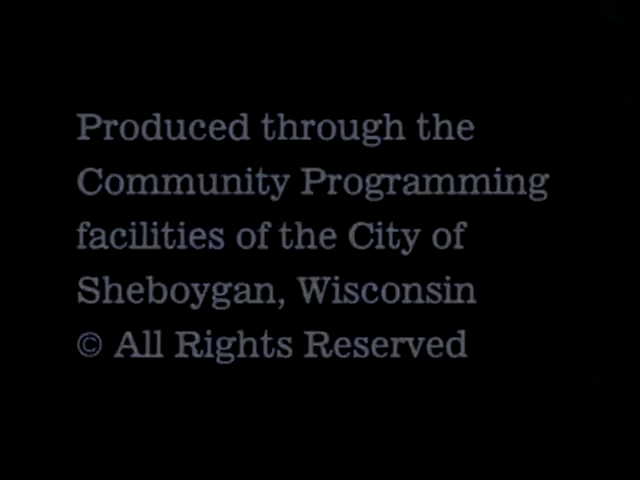 Produced through the
Community Programming
facilities of the City of
Sheboygan, Wisconsin
© All Rights Reserved